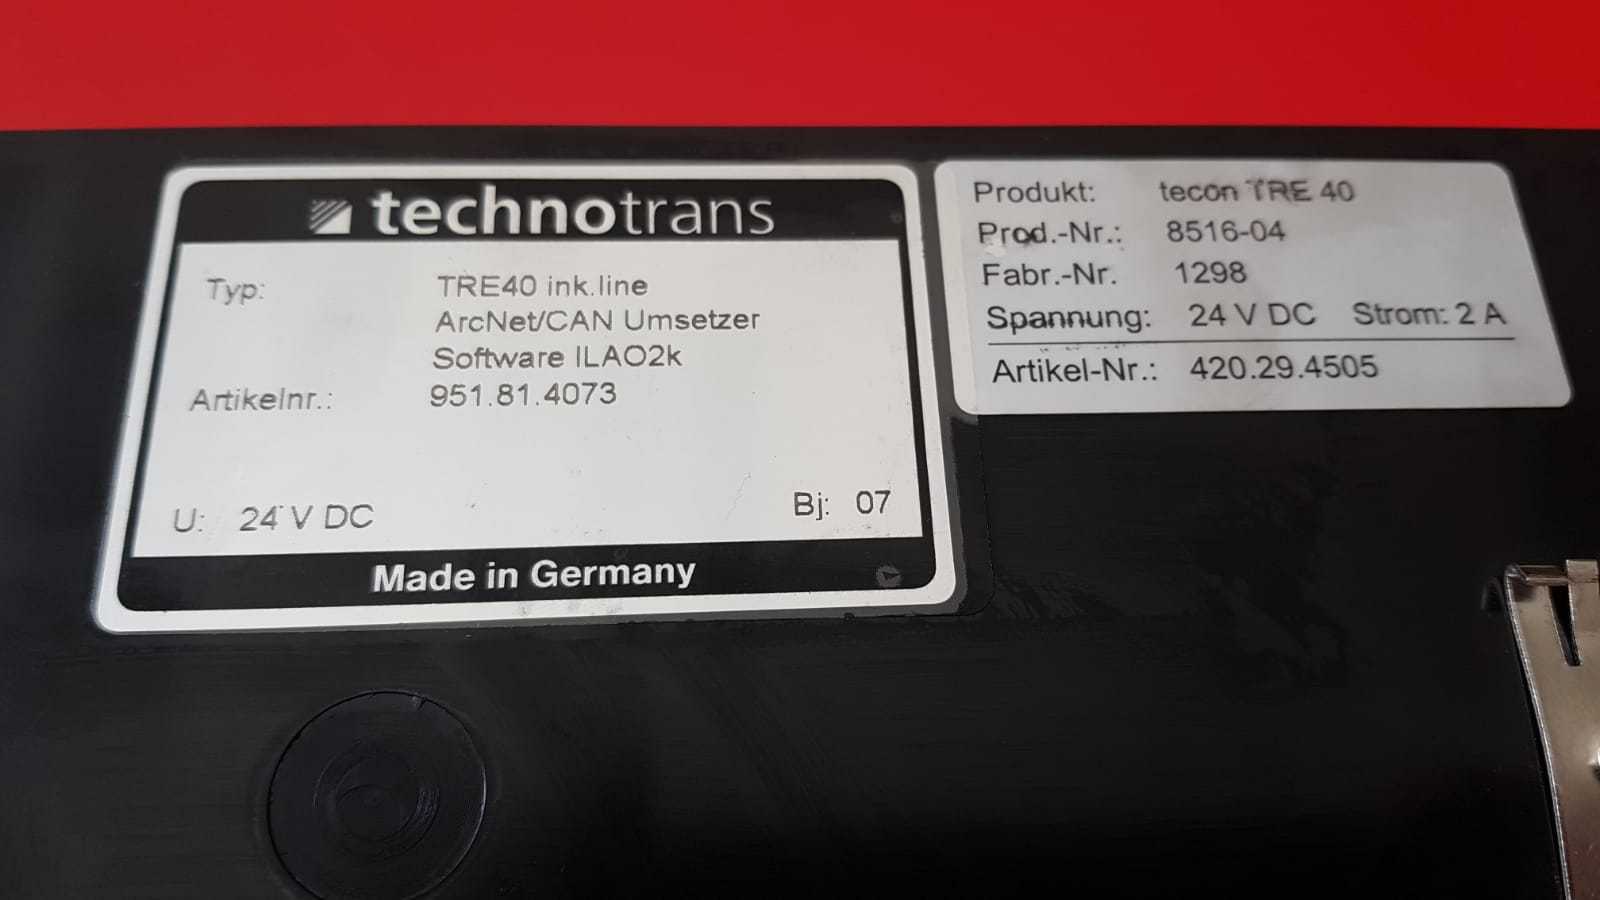 technotrans
Typ: TRE40 ink.line
ArcNet/CAN Umsetzer
Software ILAO2k
Artikelnr.: 951.81.4073
U: 24 V DC Bj: 07
Made in Germany
Produkt: tecon TRE 40
Prod.-Nr.: 8516-04
Fabr.-Nr. 1298
Spannung: 24 V DC Strom: 2 A
Artikel-Nr.: 420.29.4505